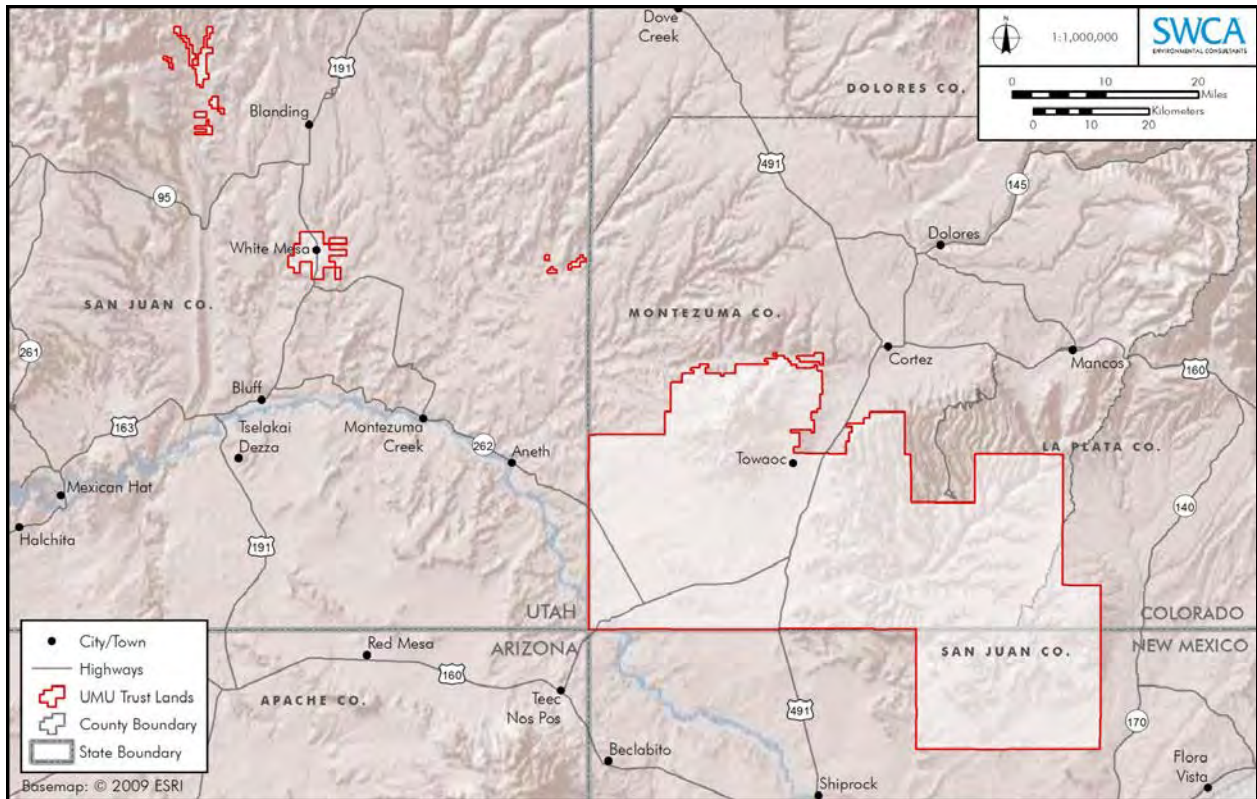 Dove
Creek
N
1:1,000,000
SWCA
ENVIRONMENTAL CONSULTANTS
0 10 20
Miles
Kilometers
0 10 20
191
DOLORES CO.
Blanding
491
145
95
Dolores
White Mesa
SAN JUAN CO.
MONTEZUMA CO.
261
Cortez
Mancos
160
Bluff
163
Tselakai
Dezza
Montezuma
Creek
262
Aneth
Towaoc
LA PLATA CO.
Mexican Hat
140
Halchita
191
UTAH
COLORADO
ARIZONA
NEW MEXICO
SAN JUAN CO.
Red Mesa
160
APACHE CO.
Teec
Nos Pos
491
170
Beclabito
Flora
Vista
Shiprock
City/Town
Highways
UMU Trust Lands
County Boundary
State Boundary
Basemap: © 2009 ESRI